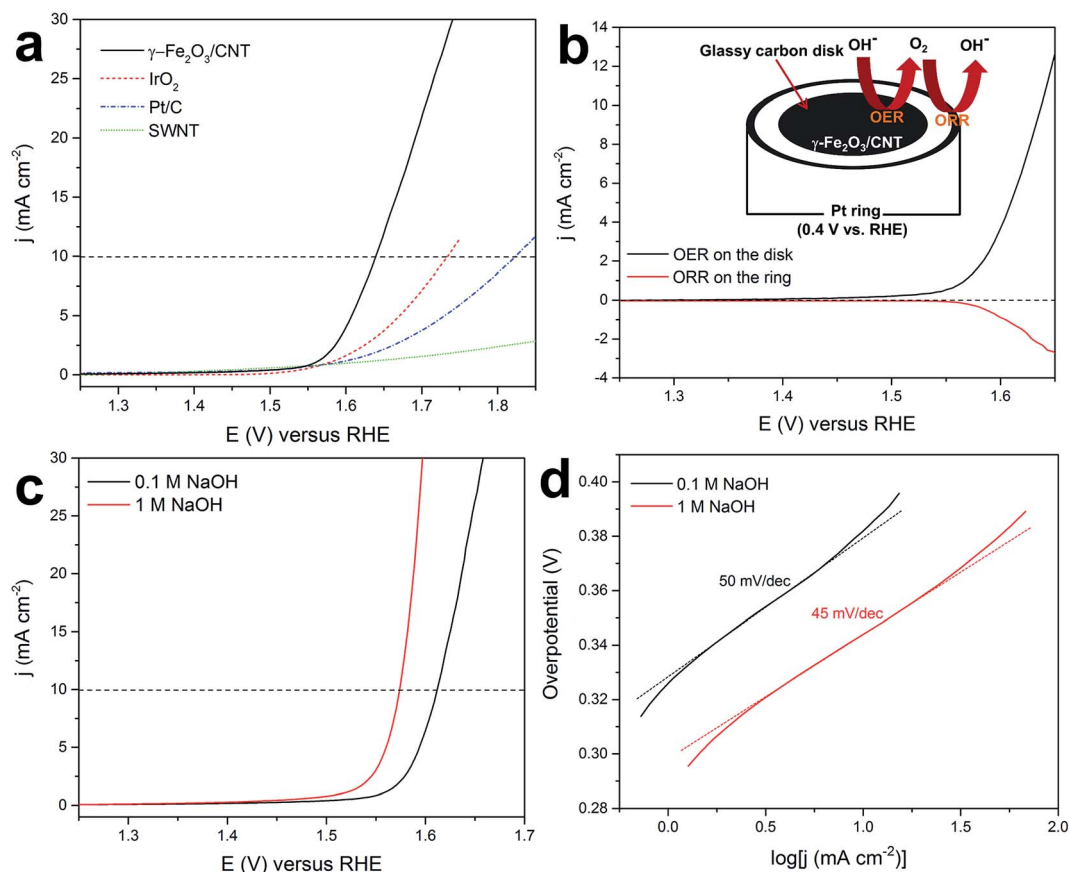 a
γ–Fe₂O₃/CNT
IrO₂
Pt/C
SWNT
30
25
20
15
10
5
0
j (mA cm⁻²)
1.3 1.4 1.5 1.6 1.7 1.8
E (V) versus RHE
b
14
12
10
8
6
4
2
0
-2
-4
j (mA cm⁻²)
Glassy carbon disk
OH⁻ O₂ OH⁻
OER ORR
γ-Fe₂O₃/CNT
Pt ring
(0.4 V vs. RHE)
OER on the disk
ORR on the ring
1.3 1.4 1.5 1.6
E (V) versus RHE
c
0.1 M NaOH
1 M NaOH
30
25
20
15
10
5
0
j (mA cm⁻²)
1.3 1.4 1.5 1.6 1.7
E (V) versus RHE
d
0.1 M NaOH
1 M NaOH
0.40
0.38
0.36
0.34
0.32
0.30
0.28
Overpotential (V)
50 mV/dec
45 mV/dec
0.0 0.5 1.0 1.5 2.0
log[j (mA cm⁻²)]